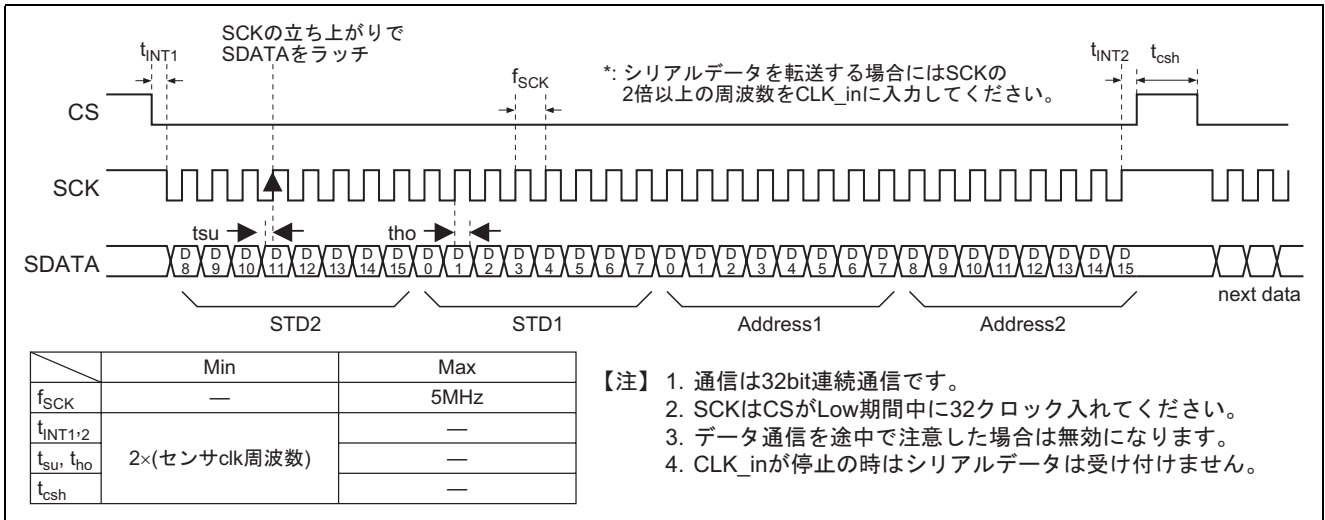 SCKの立ち上がりで
SDATAをラッチ
tINT1
fSCK
*: シリアルデータを転送する場合にはSCKの
2倍以上の周波数をCLK_inに入力してください。
tINT2
tcsh
CS
SCK
tsu
tho
SDATA
D8 D9 D10 D11 D12 D13 D14 D15 D0 D1 D2 D3 D4 D5 D6 D7 D0 D1 D2 D3 D4 D5 D6 D7 D8 D9 D10 D11 D12 D13 D14 D15
next data
STD2 STD1 Address1 Address2
Min Max
fSCK — 5MHz
tINT1,2 —
tsu, tho 2×(センサclk周波数) —
tcsh —
【注】 1. 通信は32bit連続通信です。
2. SCKはCSがLow期間中に32クロック入れてください。
3. データ通信を途中で注意した場合は無効になります。
4. CLK_inが停止の時はシリアルデータは受け付けません。